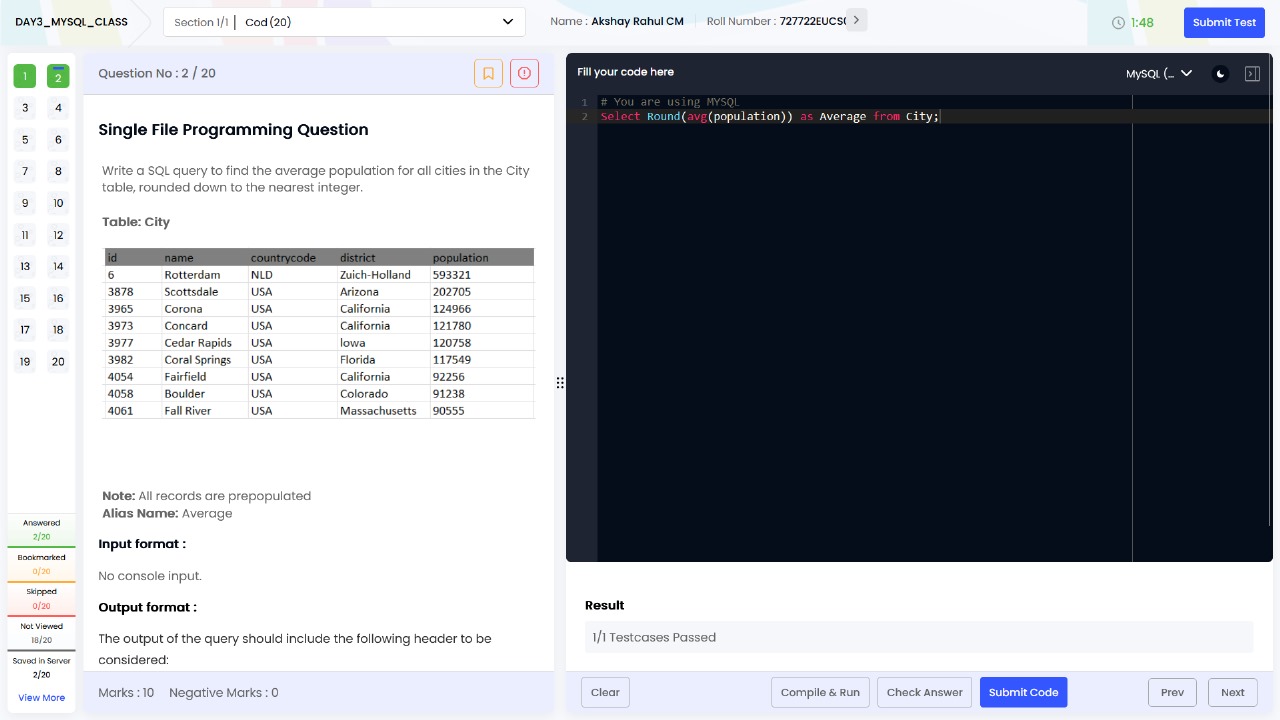 DAY3_MYSQL_CLASS
Section 1/1 | Cod (20)
Name : Akshay Rahul CM
Roll Number : 727722EUCS
1:48
Submit Test
1 2
3 4
5 6
7 8
9 10
11 12
13 14
15 16
17 18
19 20
Answered
2/20
Bookmarked
0/20
Skipped
0/20
Not Viewed
18/20
Saved in Server
2/20
View More
Question No : 2 / 20
Single File Programming Question
Write a SQL query to find the average population for all cities in the City
table, rounded down to the nearest integer.
Table: City
id name countrycode district population
6 Rotterdam NLD Zuich-Holland 593321
3878 Scottsdale USA Arizona 202705
3965 Corona USA California 124966
3973 Concard USA California 121780
3977 Cedar Rapids USA Iowa 120758
3982 Coral Springs USA Florida 117549
4054 Fairfield USA California 92256
4058 Boulder USA Colorado 91238
4061 Fall River USA Massachusetts 90555
Note: All records are prepopulated
Alias Name: Average
Input format :
No console input.
Output format :
The output of the query should include the following header to be
considered:
Marks : 10 Negative Marks : 0
Fill your code here
MySQL (...
1 # You are using MYSQL
2 Select Round(avg(population)) as Average from City;
Result
1/1 Testcases Passed
Clear
Compile & Run
Check Answer
Submit Code
Prev
Next